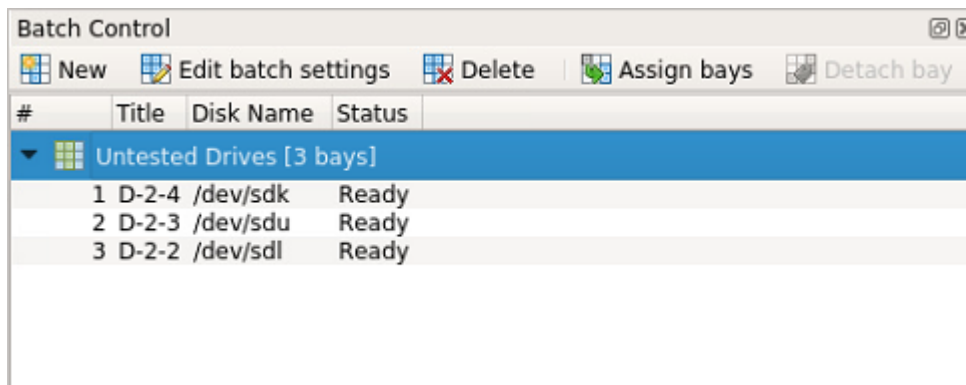 Batch Control
New Edit batch settings Delete Assign bays Detach bay
# Title Disk Name Status
Untested Drives [3 bays]
1 D-2-4 /dev/sdk Ready
2 D-2-3 /dev/sdu Ready
3 D-2-2 /dev/sdl Ready